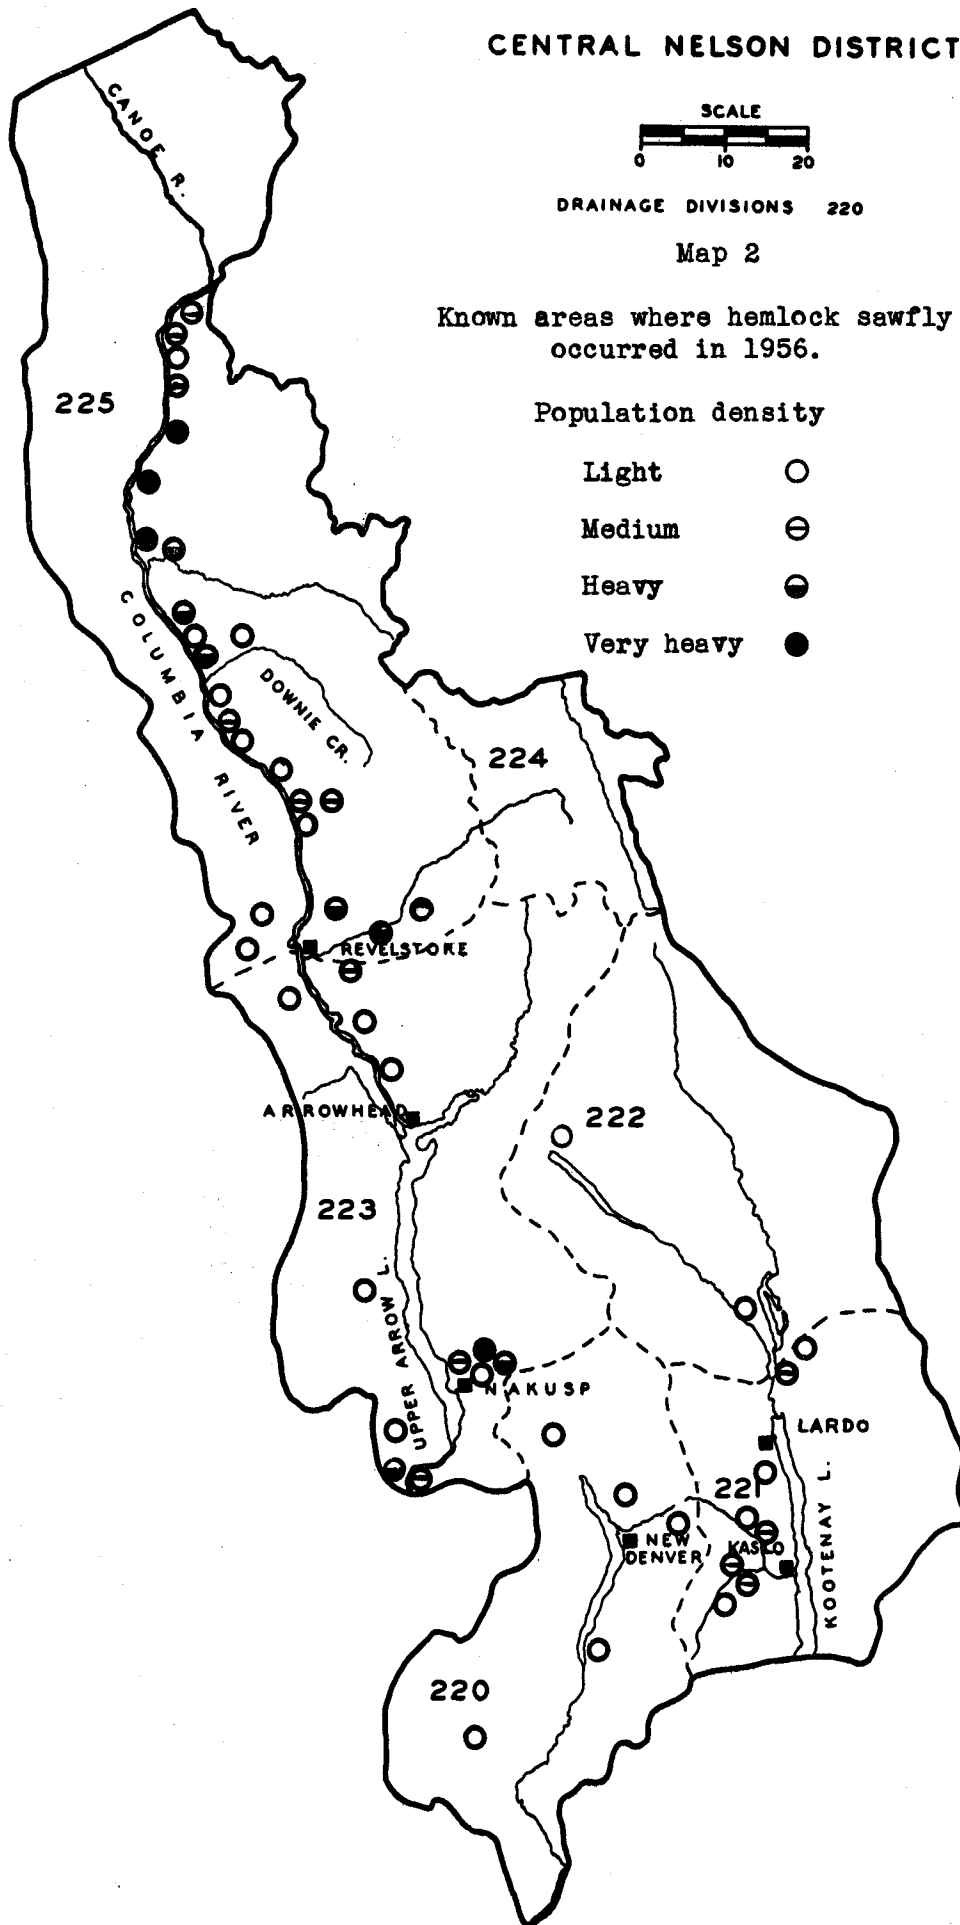 CENTRAL NELSON DISTRICT
SCALE
0 10 20
DRAINAGE DIVISIONS 220
Map 2
Known areas where hemlock sawfly
occurred in 1956.
Population density
Light
Medium
Heavy
Very heavy
CANOE R.
225
COLUMBIA RIVER
DOWNIE CR.
224
REVELSTOKE
ARROWHEAD
222
223
UPPER ARROW L.
NAKUSP
LARDO
221
KOOTENAY L.
NEW
DENVER
KASLO
220